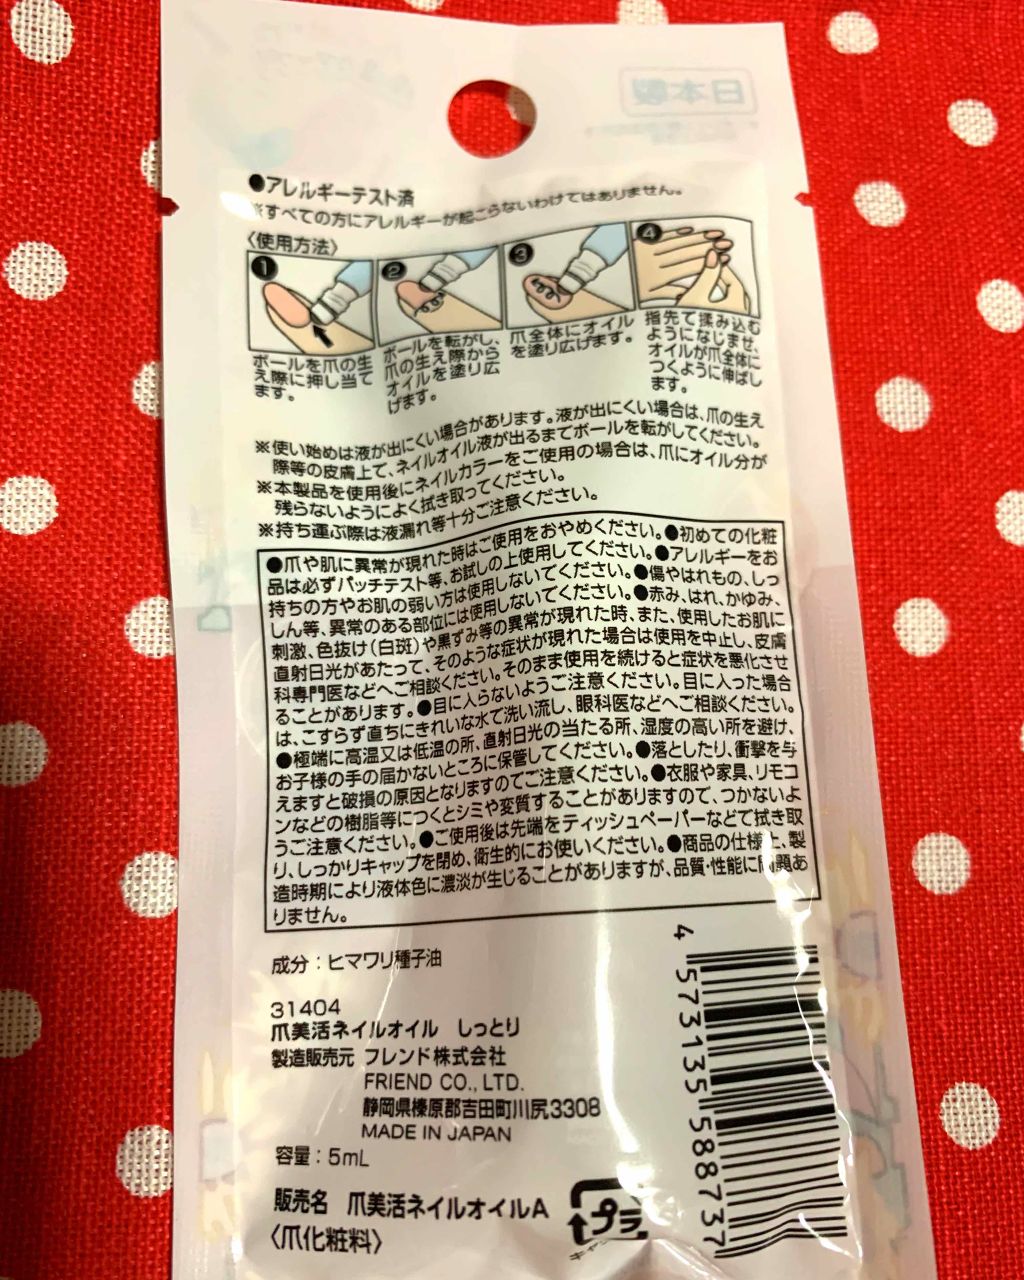 ●アレルギーテスト済
※すべての方にアレルギーが起こらないわけではありません。
〈使用方法〉
1
2
3
4
ボールを爪の生
え際に押し当て
ます。
ボールを転がし、
爪の生え際から
オイルを塗り広
げます。
爪全体にオイル
を塗り広げます。
指先で揉み込む
ようになじませ、
オイルが爪全体に
つくように伸ばし
ます。
※使い始めは液が出にくい場合があります。液が出にくい場合は、爪の生え
際等の皮膚上で、ネイルオイル液が出るまでボールを転がしてください。
※本製品を使用後にネイルカラーをご使用の場合は、爪にオイル分が
残らないようによく拭き取ってください。
※持ち運ぶ際は液漏れ等十分ご注意ください。
●爪や肌に異常が現れた時はご使用をおやめください。●初めての化粧
品は必ずパッチテスト等、お試しの上使用してください。●アレルギーをお
持ちの方やお肌の弱い方は使用しないでください。●傷やはれもの、しっ
しん等、異常のある部位には使用しないでください。●赤み、はれ、かゆみ、
刺激、色抜け(白斑)や黒ずみ等の異常が現れた時、また、使用したお肌に
直射日光があたって、そのような症状が現れた場合は使用を中止し、皮膚
科専門医などへご相談ください。そのまま使用を続けると症状を悪化させ
ることがあります。●目に入らないようご注意ください。目に入った場合
は、こすらず直ちにきれいな水で洗い流し、眼科医などへご相談ください。
●極端に高温又は低温の所、直射日光の当たる所、湿度の高い所を避け、
お子様の手の届かないところに保管してください。●落としたり、衝撃を与
えますと破損の原因となりますのでご注意ください。●衣服や家具、リモコ
ンなどの樹脂等につくとシミや変質することがありますので、つかないよ
うご注意ください。●ご使用後は先端をティッシュペーパーなどで拭き取
り、しっかりキャップを閉め、衛生的にお使いください。●商品の仕様上、製
造時期により液体色に濃淡が生じることがありますが、品質・性能に問題あ
りません。
成分：ヒマワリ種子油
31404
爪美活ネイルオイル しっとり
製造販売元 フレンド株式会社
FRIEND CO., LTD.
静岡県榛原郡吉田町川尻3308
MADE IN JAPAN
容量：5mL
販売名 爪美活ネイルオイルA
〈爪化粧料〉
プラ
4 573135 588737
日本製